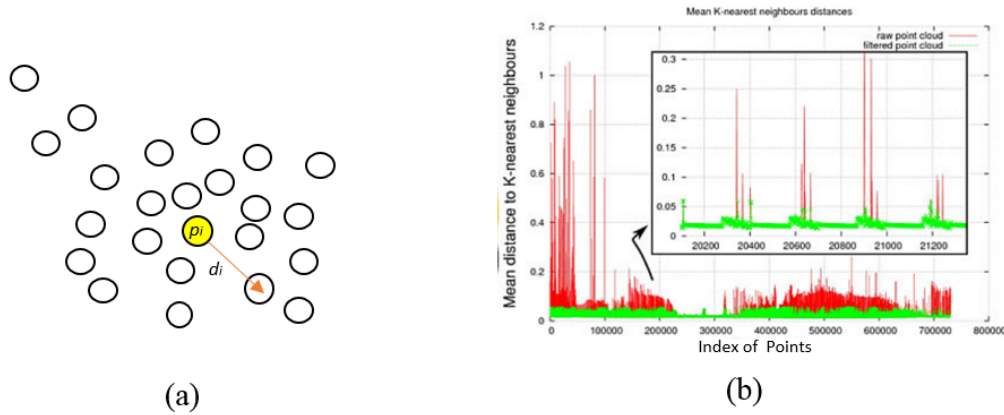 pi
di
(a)
Mean K-nearest neighbours distances
raw point cloud
filtered point cloud
Mean distance to K-nearest neighbours
1.2
1
0.8
0.6
0.4
0.2
0
0.3
0.25
0.2
0.15
0.1
0.05
0
20200 20400 20600 20800 21000 21200
0 100000 200000 300000 400000 500000 600000 700000 800000
Index of Points
(b)